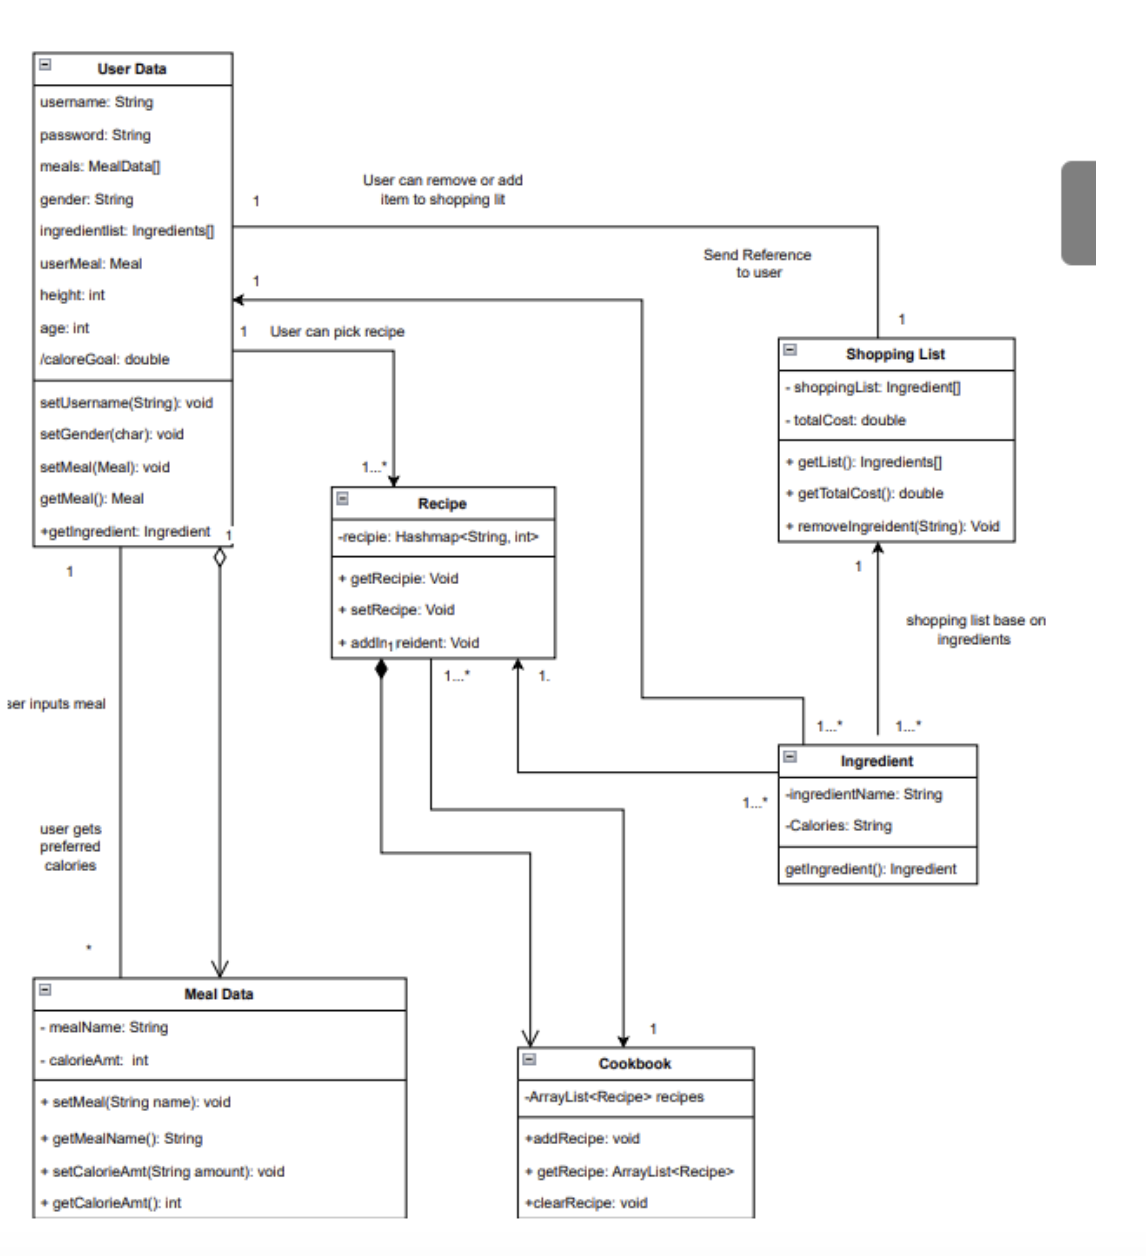 User Data
username: String
password: String
meals: MealData[]
gender: String
ingredientlist: Ingredients[]
userMeal: Meal
height: int
age: int
/caloreGoal: double
setUsername(String): void
setGender(char): void
setMeal(Meal): void
getMeal(): Meal
+getIngredient: Ingredient
1
1
User can remove or add
item to shopping lit
Send Reference
to user
1
1
1
User can pick recipe
1...*
Shopping List
- shoppingList: Ingredient[]
- totalCost: double
+ getList(): Ingredients[]
+ getTotalCost(): double
+ removeIngreident(String): Void
1
shopping list base on
ingredients
1...*
1...*
Recipe
-recipie: Hashmap<String, int>
+ getRecipie: Void
+ setRecipe: Void
+ addIn reident: Void
1
1...*
1.
1...*
Ingredient
-ingredientName: String
-Calories: String
getIngredient(): Ingredient
1
ser inputs meal
user gets
preferred
calories
*
Meal Data
- mealName: String
- calorieAmt: int
+ setMeal(String name): void
+ getMealName(): String
+ setCalorieAmt(String amount): void
+ getCalorieAmt(): int
1
Cookbook
-ArrayList<Recipe> recipes
+addRecipe: void
+ getRecipe: ArrayList<Recipe>
+clearRecipe: void